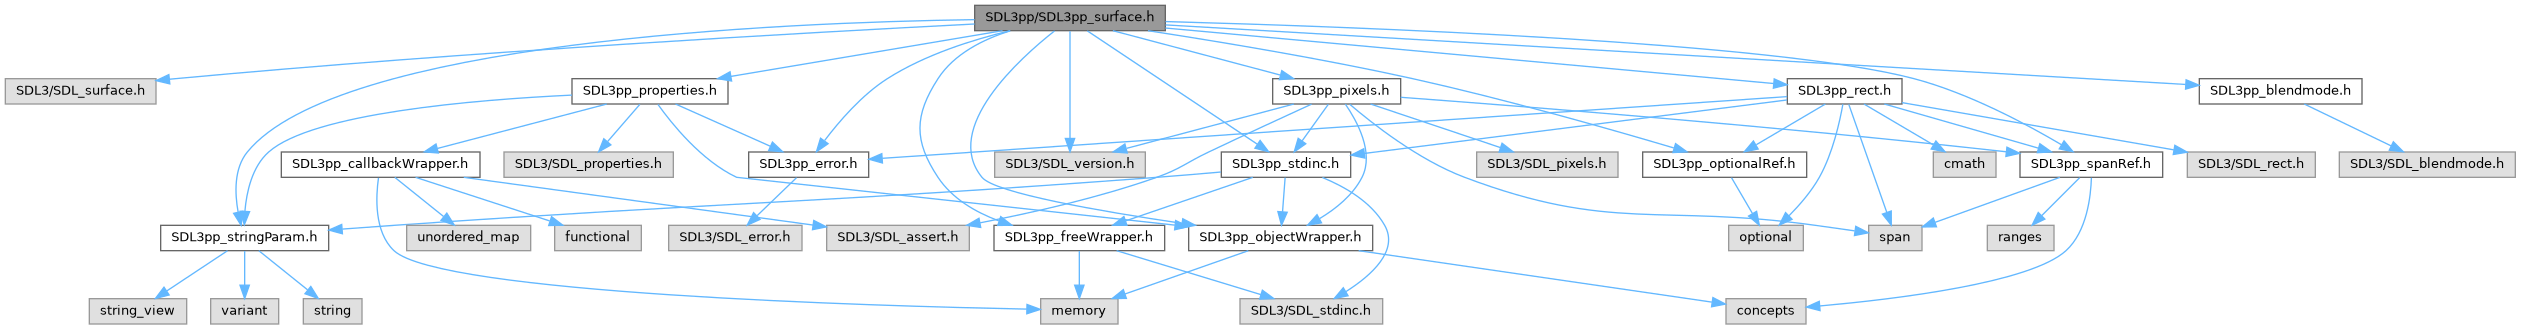 SDL3pp/SDL3pp_surface.h
SDL3/SDL_surface.h
SDL3pp_properties.h
SDL3pp_pixels.h
SDL3pp_rect.h
SDL3pp_blendmode.h
SDL3pp_callbackWrapper.h
SDL3/SDL_properties.h
SDL3pp_error.h
SDL3/SDL_version.h
SDL3pp_stdinc.h
SDL3/SDL_pixels.h
SDL3pp_optionalRef.h
cmath
SDL3pp_spanRef.h
SDL3/SDL_rect.h
SDL3/SDL_blendmode.h
SDL3pp_stringParam.h
unordered_map
functional
SDL3/SDL_error.h
SDL3/SDL_assert.h
SDL3pp_freeWrapper.h
SDL3pp_objectWrapper.h
optional
span
ranges
string_view
variant
string
memory
SDL3/SDL_stdinc.h
concepts